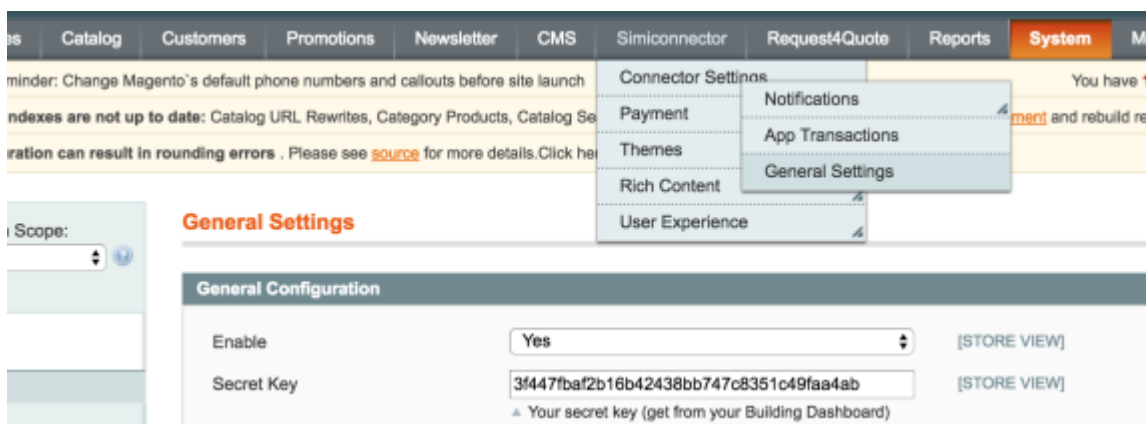 es Catalog Customers Promotions Newsletter CMS Simiconnector Request4Quote Reports System M
minder: Change Magento`s default phone numbers and callouts before site launch You have 1
ndexes are not up to date: Catalog URL Rewrites, Category Products, Catalog Se ment and rebuild re
ration can result in rounding errors . Please see source for more details.Click her
Connector Settings
Payment
Themes
Rich Content
User Experience
Notifications
App Transactions
General Settings
Scope:
General Settings
General Configuration
Enable Yes [STORE VIEW]
Secret Key 3f447fbaf2b16b42438bb747c8351c49faa4ab [STORE VIEW]
Your secret key (get from your Building Dashboard)